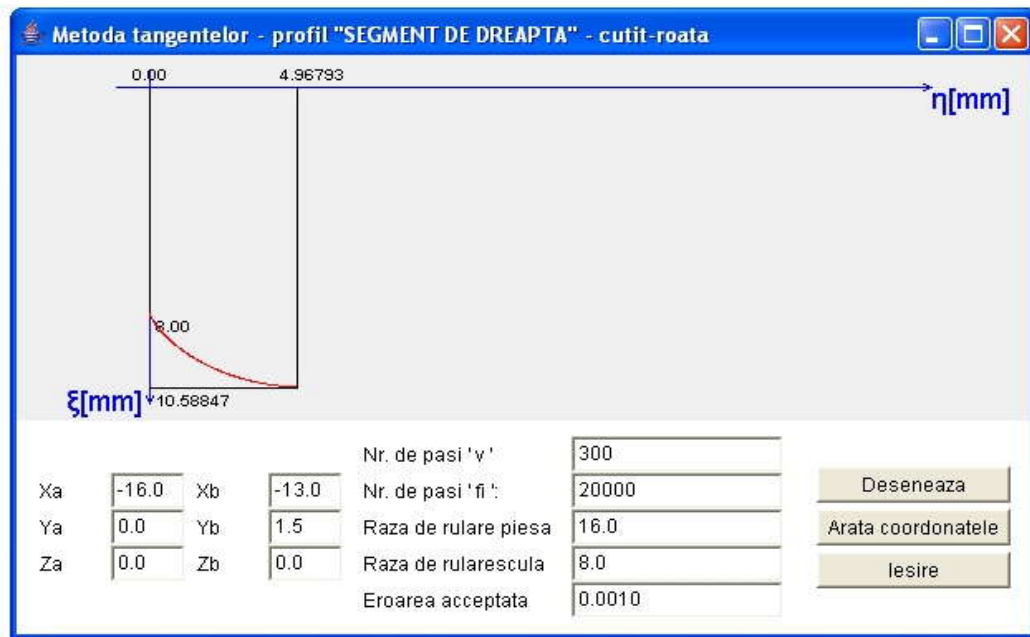 Metoda tangentelor - profil "SEGMENT DE DREAPTA" - cutit-roata
0.00 4.96793
η[mm]
8.00
ξ[mm] 10.58847
Nr. de pasi ' v ' 300
Xa -16.0 Xb -13.0 Nr. de pasi ' fi ': 20000 Deseneaza
Ya 0.0 Yb 1.5 Raza de rulare piesa 16.0 Arata coordonatele
Za 0.0 Zb 0.0 Raza de rularescula 8.0 Iesire
Eroarea acceptata 0.0010